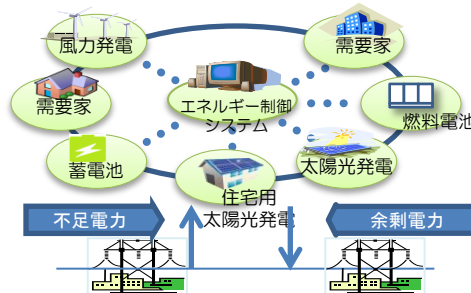 風力発電
需要家
需要家
エネルギー制御
システム
燃料電池
蓄電池
太陽光発電
住宅用
太陽光発電
不足電力
余剰電力